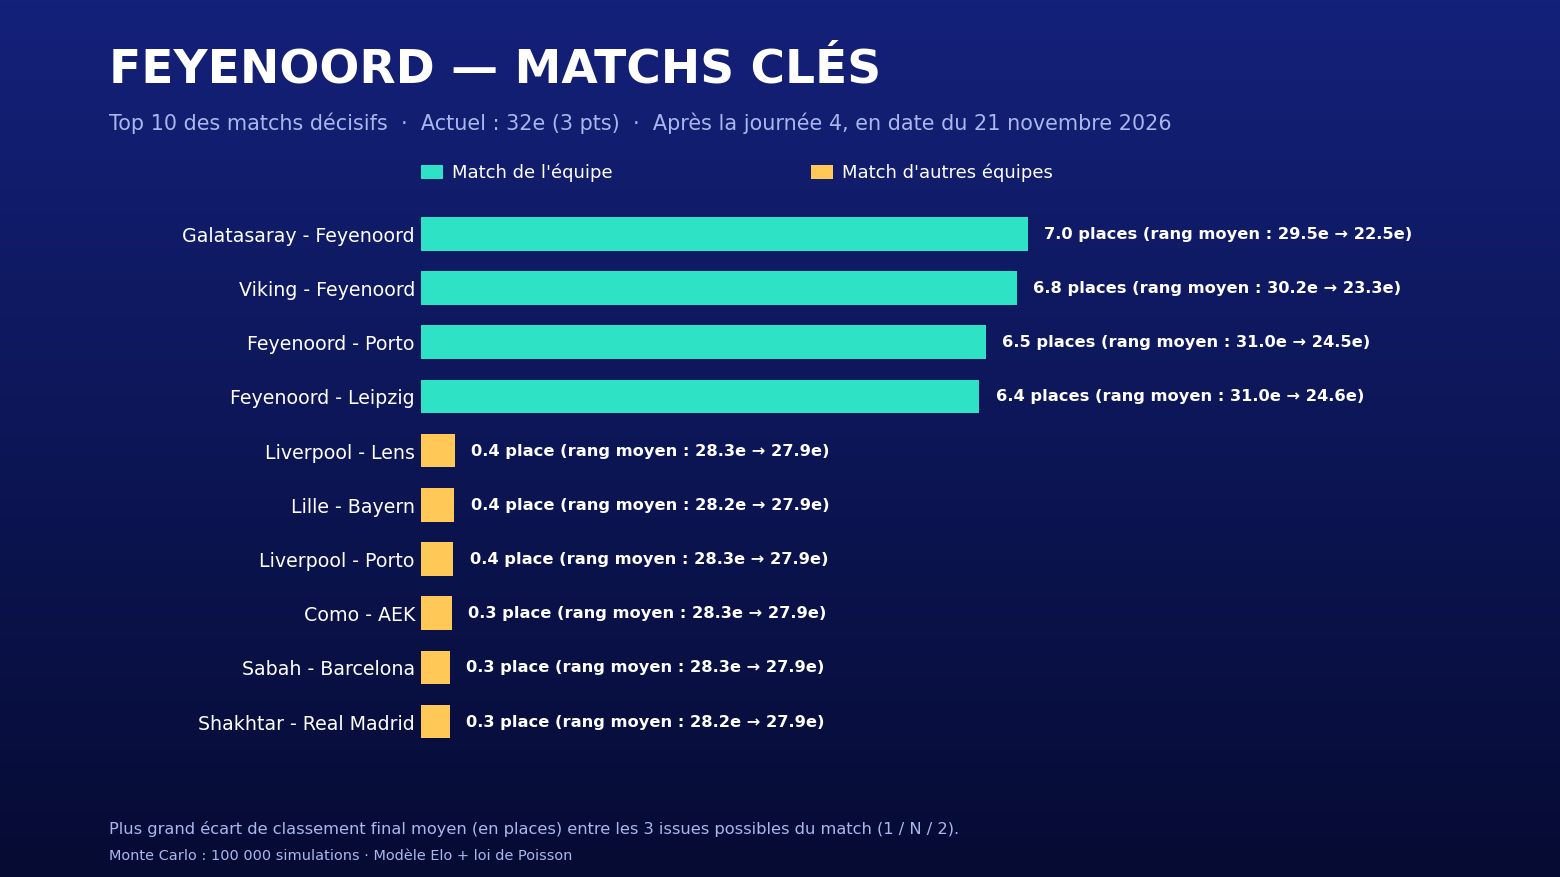 FEYENOORD — MATCHS CLÉS
Top 10 des matchs décisifs · Actuel : 32e (3 pts) · Après la journée 4, en date du 21 novembre 2026
Match de l'équipe Match d'autres équipes
Galatasaray - Feyenoord 7.0 places (rang moyen : 29.5e → 22.5e)
Viking - Feyenoord 6.8 places (rang moyen : 30.2e → 23.3e)
Feyenoord - Porto 6.5 places (rang moyen : 31.0e → 24.5e)
Feyenoord - Leipzig 6.4 places (rang moyen : 31.0e → 24.6e)
Liverpool - Lens 0.4 place (rang moyen : 28.3e → 27.9e)
Lille - Bayern 0.4 place (rang moyen : 28.2e → 27.9e)
Liverpool - Porto 0.4 place (rang moyen : 28.3e → 27.9e)
Como - AEK 0.3 place (rang moyen : 28.3e → 27.9e)
Sabah - Barcelona 0.3 place (rang moyen : 28.3e → 27.9e)
Shakhtar - Real Madrid 0.3 place (rang moyen : 28.2e → 27.9e)
Plus grand écart de classement final moyen (en places) entre les 3 issues possibles du match (1 / N / 2).
Monte Carlo : 100 000 simulations · Modèle Elo + loi de Poisson